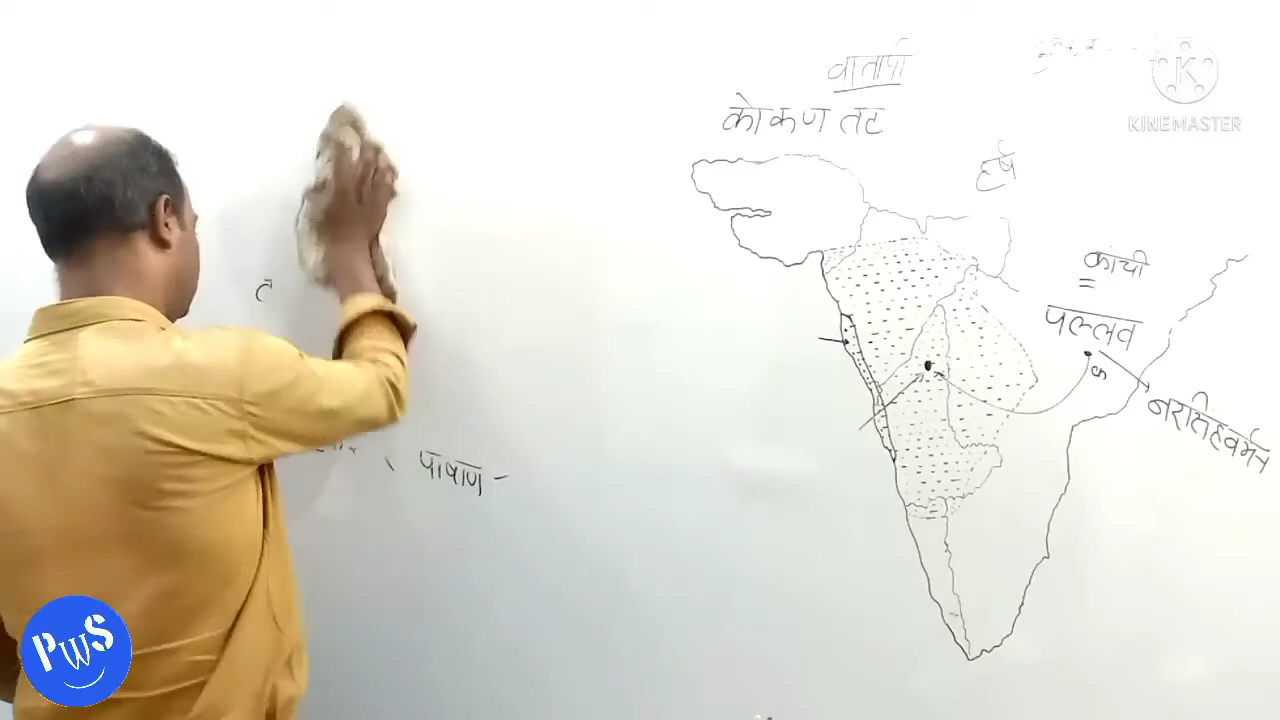 वातापी
KINEMASTER
कोकण तट
हर्ष
कांची
पल्लव
क
नरसिंहवर्मन
पाषाण -
PWS